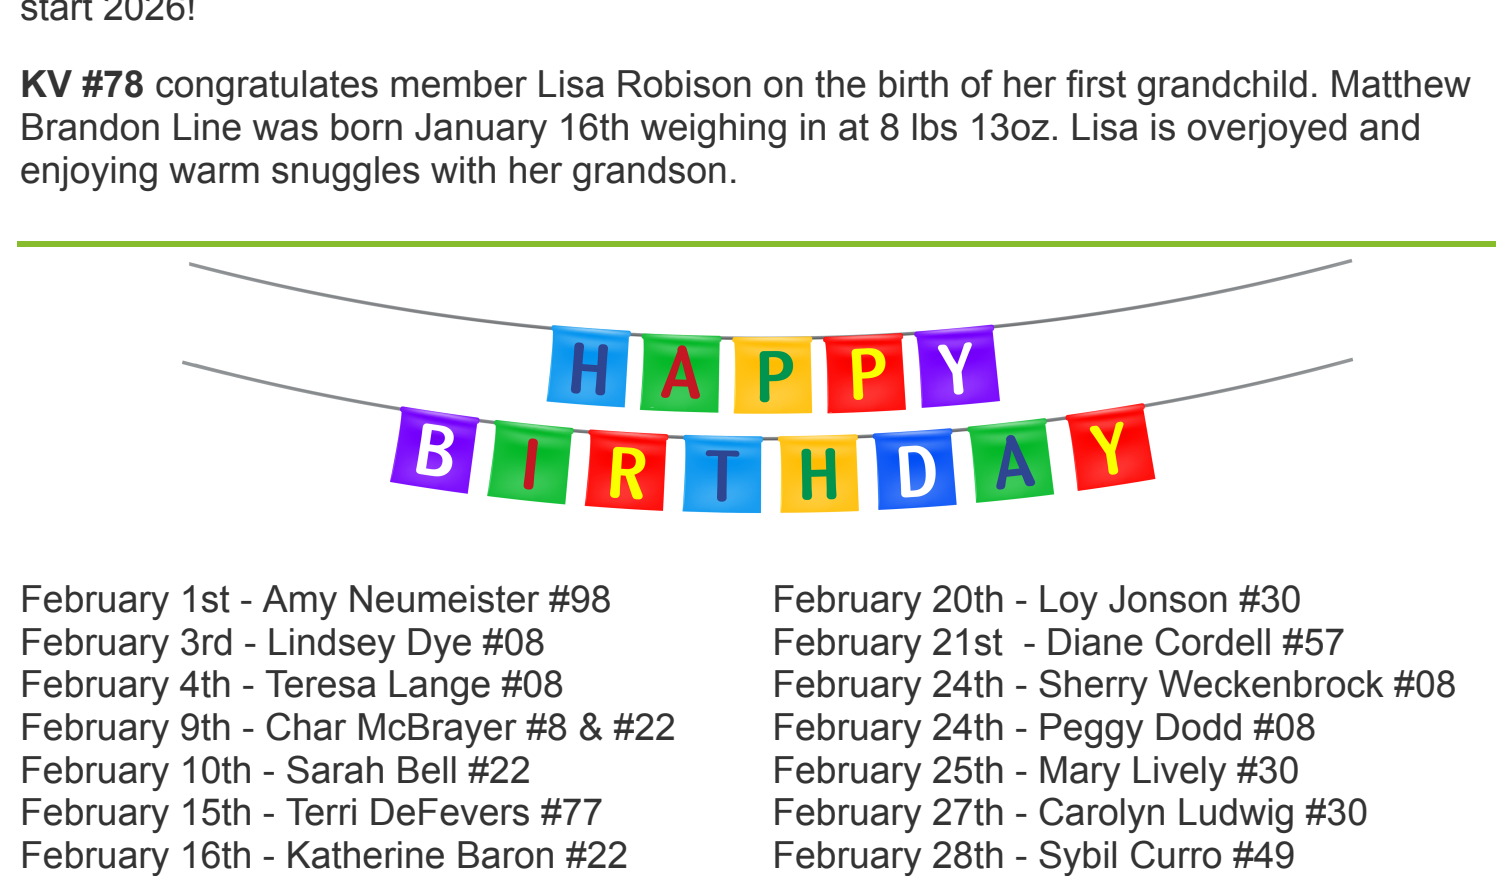 start 2026!
KV #78 congratulates member Lisa Robison on the birth of her first grandchild. Matthew
Brandon Line was born January 16th weighing in at 8 lbs 13oz. Lisa is overjoyed and
enjoying warm snuggles with her grandson.
HAPPY
BIRTHDAY
February 1st - Amy Neumeister #98
February 3rd - Lindsey Dye #08
February 4th - Teresa Lange #08
February 9th - Char McBrayer #8 & #22
February 10th - Sarah Bell #22
February 15th - Terri DeFevers #77
February 16th - Katherine Baron #22
February 20th - Loy Jonson #30
February 21st  - Diane Cordell #57
February 24th - Sherry Weckenbrock #08
February 24th - Peggy Dodd #08
February 25th - Mary Lively #30
February 27th - Carolyn Ludwig #30
February 28th - Sybil Curro #49